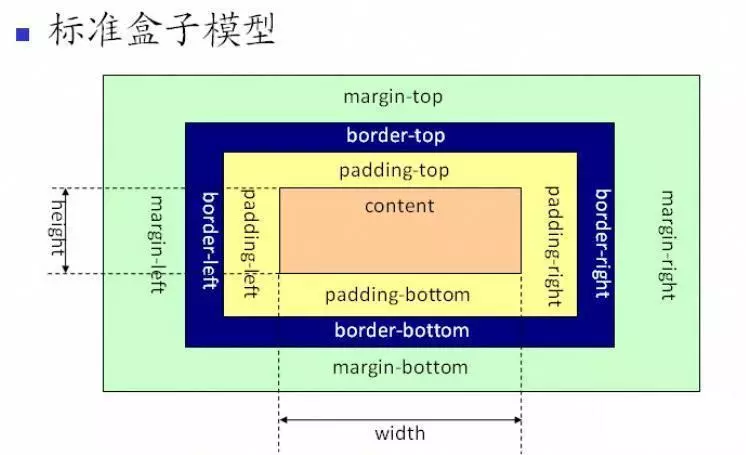 标准盒子模型
margin-top
border-top
padding-top
content
height
margin-left
border-left
padding-left
padding-right
border-right
margin-right
padding-bottom
border-bottom
margin-bottom
width